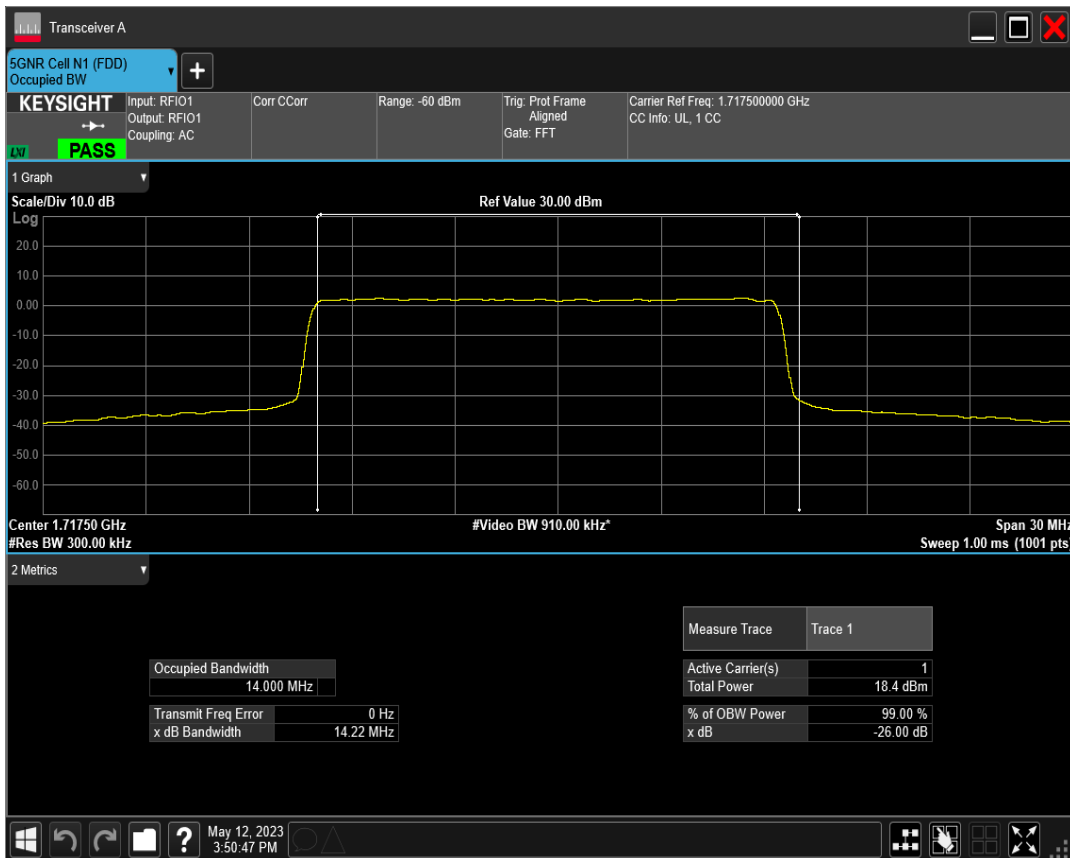 Transceiver A
5GNR Cell N1 (FDD)
Occupied BW
+
KEYSIGHT
LXI
PASS
Input: RFIO1
Output: RFIO1
Coupling: AC
Corr CCorr
Range: -60 dBm
Trig: Prot Frame
Aligned
Gate: FFT
Carrier Ref Freq: 1.717500000 GHz
CC Info: UL, 1 CC
1 Graph
Scale/Div 10.0 dB
Ref Value 30.00 dBm
Log
20.0
10.0
0.00
-10.0
-20.0
-30.0
-40.0
-50.0
-60.0
Center 1.71750 GHz
#Video BW 910.00 kHz*
Span 30 MHz
#Res BW 300.00 kHz
Sweep 1.00 ms (1001 pts)
2 Metrics
Measure Trace Trace 1
Occupied Bandwidth
14.000 MHz
Active Carrier(s) 1
Total Power 18.4 dBm
Transmit Freq Error 0 Hz
x dB Bandwidth 14.22 MHz
% of OBW Power 99.00 %
x dB -26.00 dB
?
May 12, 2023
3:50:47 PM